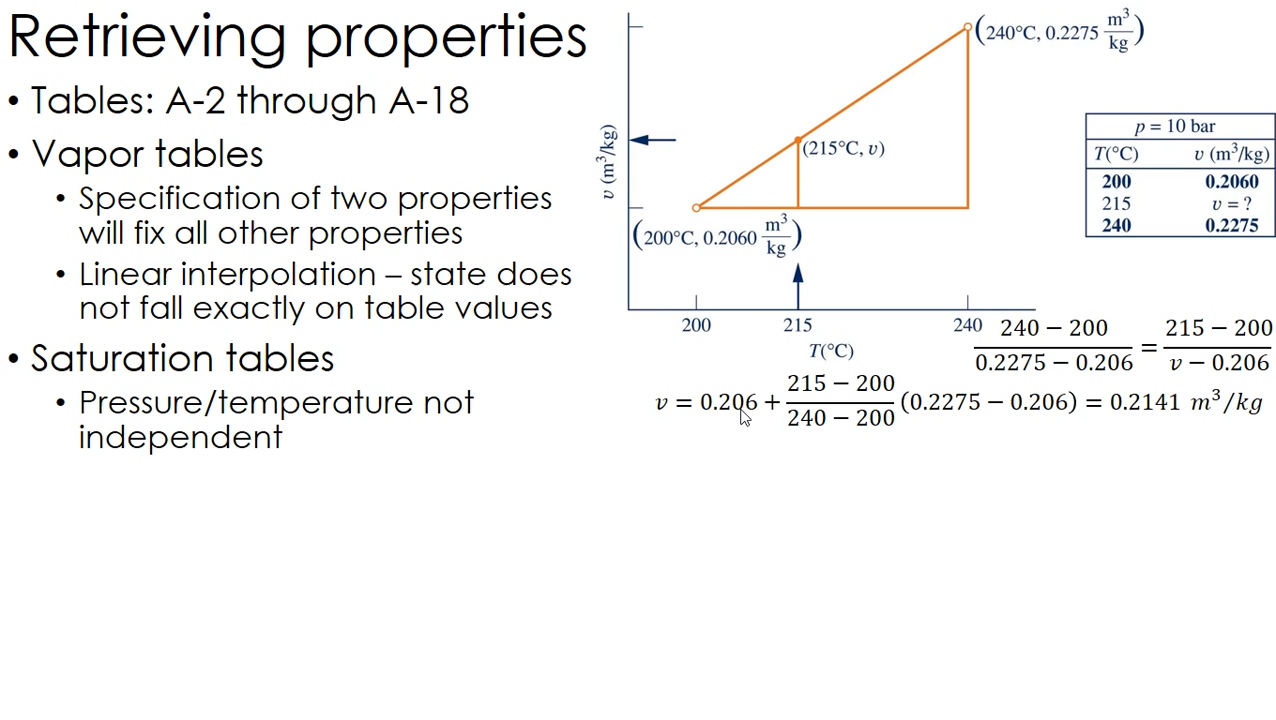 Retrieving properties
• Tables: A-2 through A-18
• Vapor tables
• Specification of two properties
will fix all other properties
• Linear interpolation – state does
not fall exactly on table values
• Saturation tables
• Pressure/temperature not
independent
(240°C, 0.2275 m³/kg)
v (m³/kg)
(215°C, v)
(200°C, 0.2060 m³/kg)
200 215 240
T(°C)
p = 10 bar
T(°C) v (m³/kg)
200 0.2060
215 v = ?
240 0.2275
(240 − 200)/(0.2275 − 0.206) = (215 − 200)/(v − 0.206)
v = 0.206 + (215 − 200)/(240 − 200) (0.2275 − 0.206) = 0.2141 m³/kg